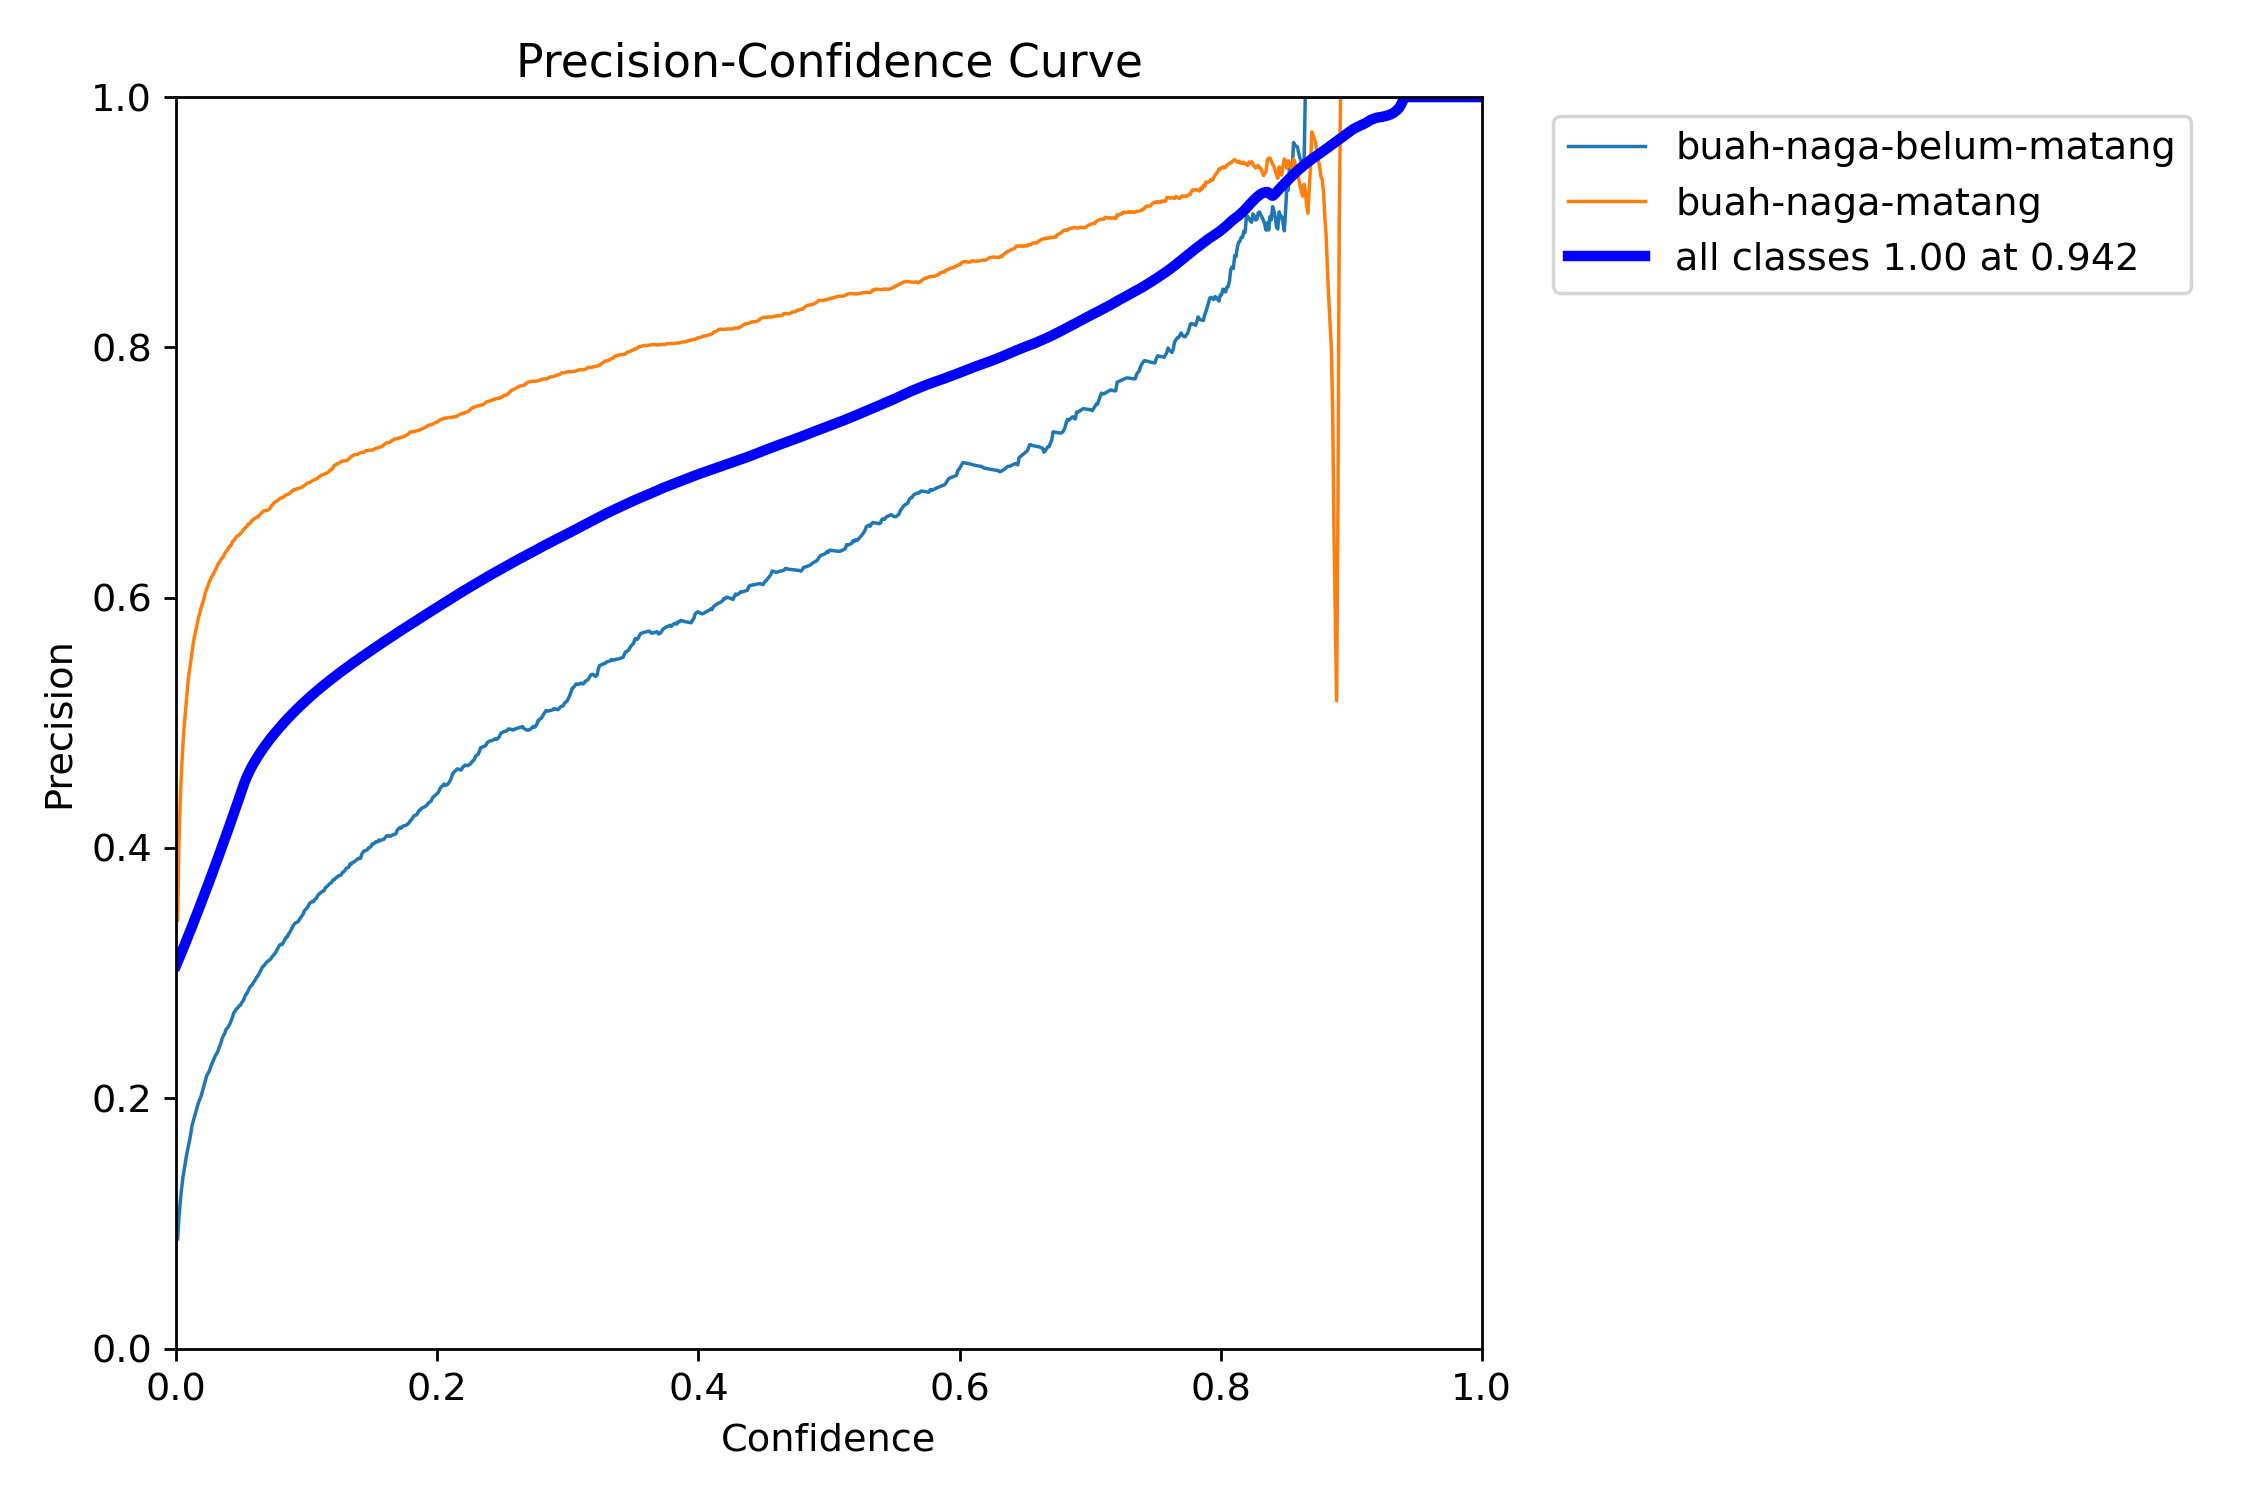 Precision-Confidence Curve
1.0
0.8
0.6
0.4
0.2
0.0
Precision
0.0 0.2 0.4 0.6 0.8 1.0
Confidence
buah-naga-belum-matang
buah-naga-matang
all classes 1.00 at 0.942